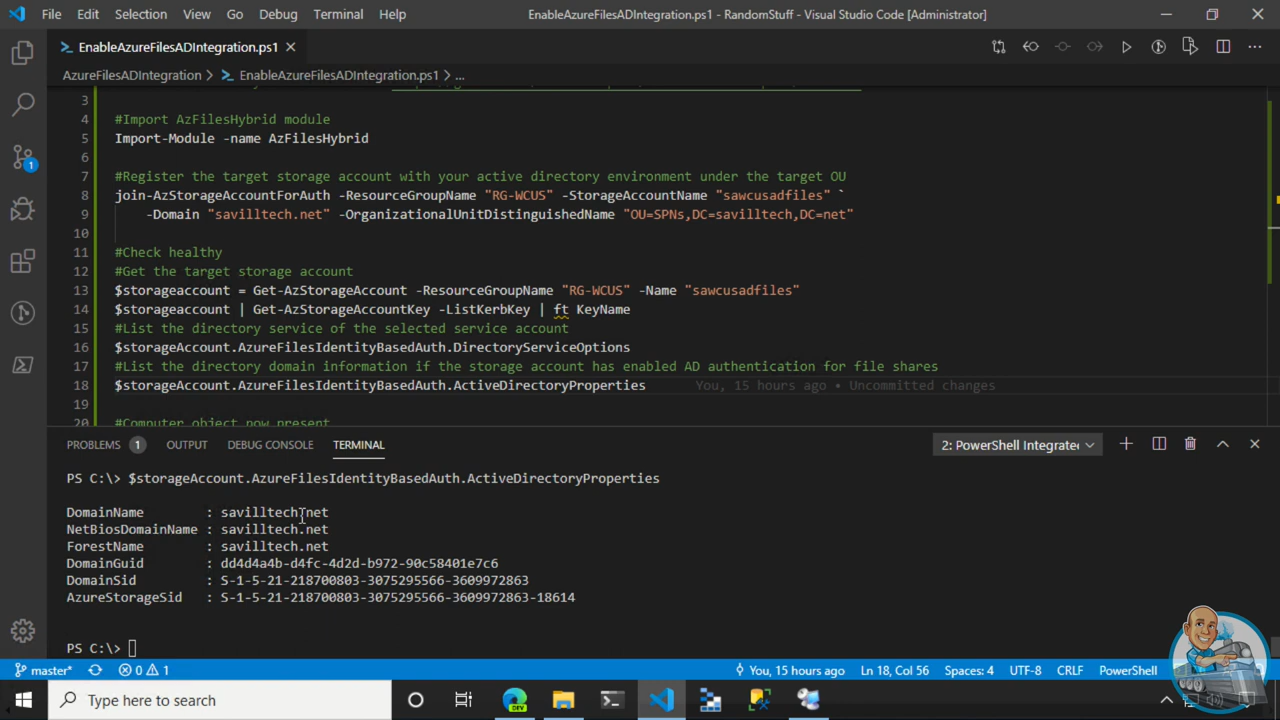 File Edit Selection View Go Debug Terminal Help EnableAzureFilesADIntegration.ps1 - RandomStuff - Visual Studio Code [Administrator]
EnableAzureFilesADIntegration.ps1
AzureFilesADIntegration > EnableAzureFilesADIntegration.ps1 > ...
3
4 #Import AzFilesHybrid module
5 Import-Module -name AzFilesHybrid
6
7 #Register the target storage account with your active directory environment under the target OU
8 join-AzStorageAccountForAuth -ResourceGroupName "RG-WCUS" -StorageAccountName "sawcusadfiles" `
9 -Domain "savilltech.net" -OrganizationalUnitDistinguishedName "OU=SPNs,DC=savilltech,DC=net"
10
11 #Check healthy
12 #Get the target storage account
13 $storageaccount = Get-AzStorageAccount -ResourceGroupName "RG-WCUS" -Name "sawcusadfiles"
14 $storageaccount | Get-AzStorageAccountKey -ListKerbKey | ft KeyName
15 #List the directory service of the selected service account
16 $storageAccount.AzureFilesIdentityBasedAuth.DirectoryServiceOptions
17 #List the directory domain information if the storage account has enabled AD authentication for file shares
18 $storageAccount.AzureFilesIdentityBasedAuth.ActiveDirectoryProperties You, 15 hours ago • Uncommitted changes
19
20 #Computer object now present
PROBLEMS 1 OUTPUT DEBUG CONSOLE TERMINAL 2: PowerShell Integrate
PS C:\> $storageAccount.AzureFilesIdentityBasedAuth.ActiveDirectoryProperties
DomainName : savilltech.net
NetBiosDomainName : savilltech.net
ForestName : savilltech.net
DomainGuid : dd4d4a4b-d4fc-4d2d-b972-90c58401e7c6
DomainSid : S-1-5-21-218700803-3075295566-3609972863
AzureStorageSid : S-1-5-21-218700803-3075295566-3609972863-18614
PS C:\>
master* 0 1 You, 15 hours ago Ln 18, Col 56 Spaces: 4 UTF-8 CRLF PowerShell
Type here to search DEV